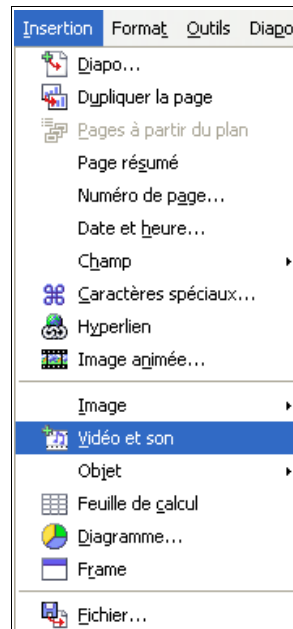 Insertion Format Outils Diapo
Diapo...
Dupliquer la page
Pages à partir du plan
Page résumé
Numéro de page...
Date et heure...
Champ
Caractères spéciaux...
Hyperlien
Image animée...
Image
Vidéo et son
Objet
Feuille de calcul
Diagramme...
Frame
Fichier...